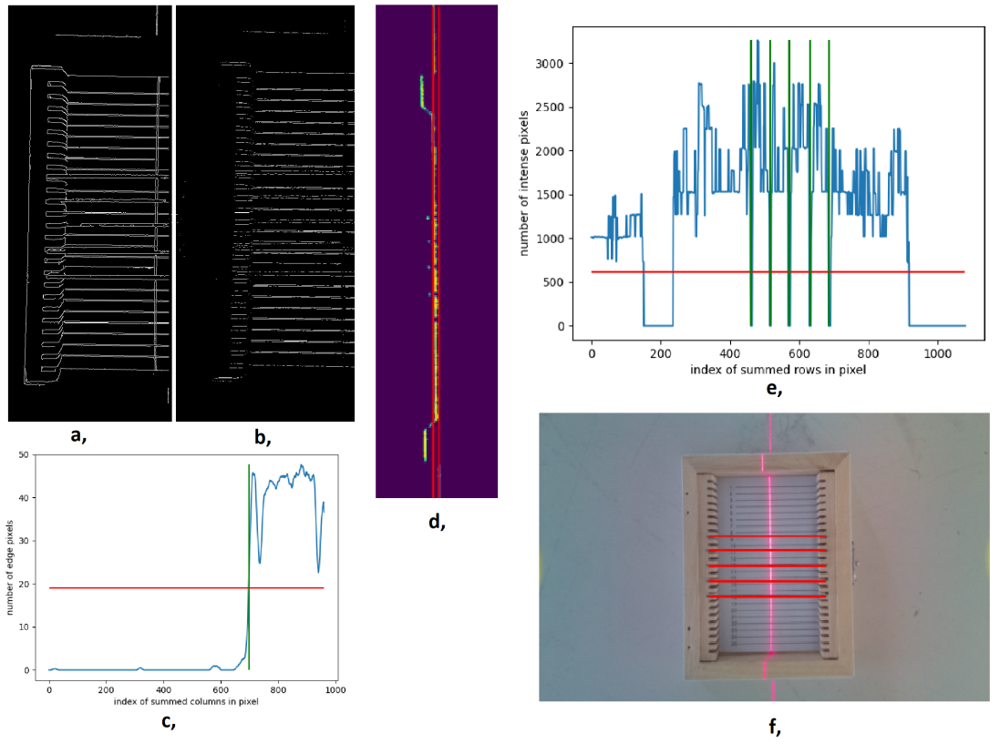 a,
b,
50
40
30
20
10
0
number of edge pixels
0
200
400
600
800
1000
index of summed columns in pixel
c,
d,
3000
2500
2000
1500
1000
500
0
number of intense pixels
0
200
400
600
800
1000
index of summed rows in pixel
e,
f,